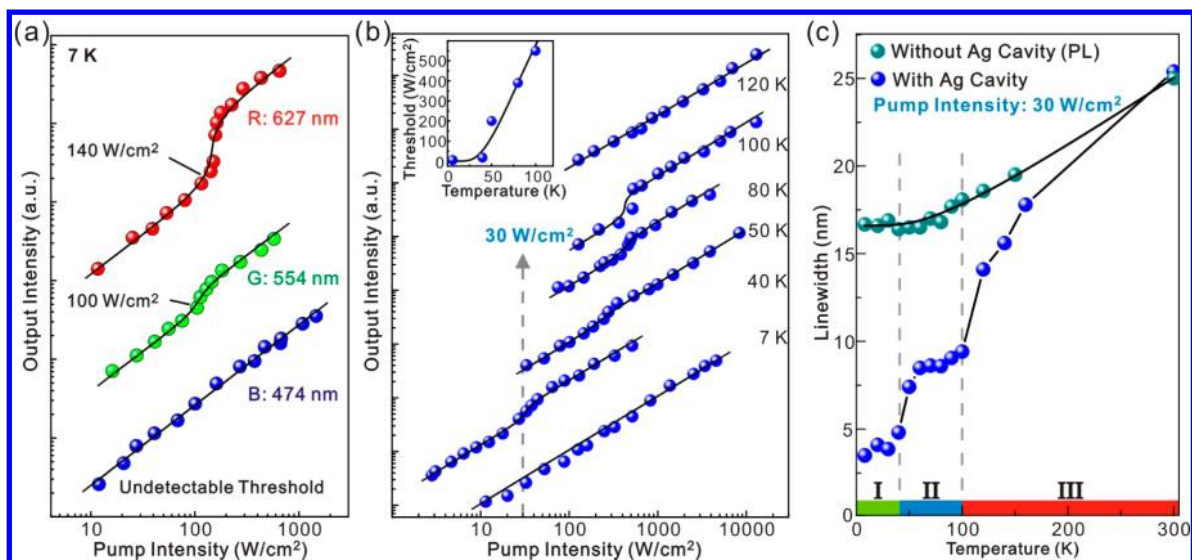 (a)
7 K
R: 627 nm
140 W/cm²
G: 554 nm
100 W/cm²
B: 474 nm
Undetectable Threshold
Output Intensity (a.u.)
10 100 1000
Pump Intensity (W/cm²)
(b)
Threshold (W/cm²)
500
400
300
200
100
0
0 50 100
Temperature (K)
120 K
100 K
80 K
50 K
40 K
7 K
30 W/cm²
Output Intensity (a.u.)
10 100 1000 10000
Pump Intensity (W/cm²)
(c)
Without Ag Cavity (PL)
With Ag Cavity
Pump Intensity: 30 W/cm²
Linewidth (nm)
25
20
15
10
5
0
I II III
0 100 200 300
Temperature (K)